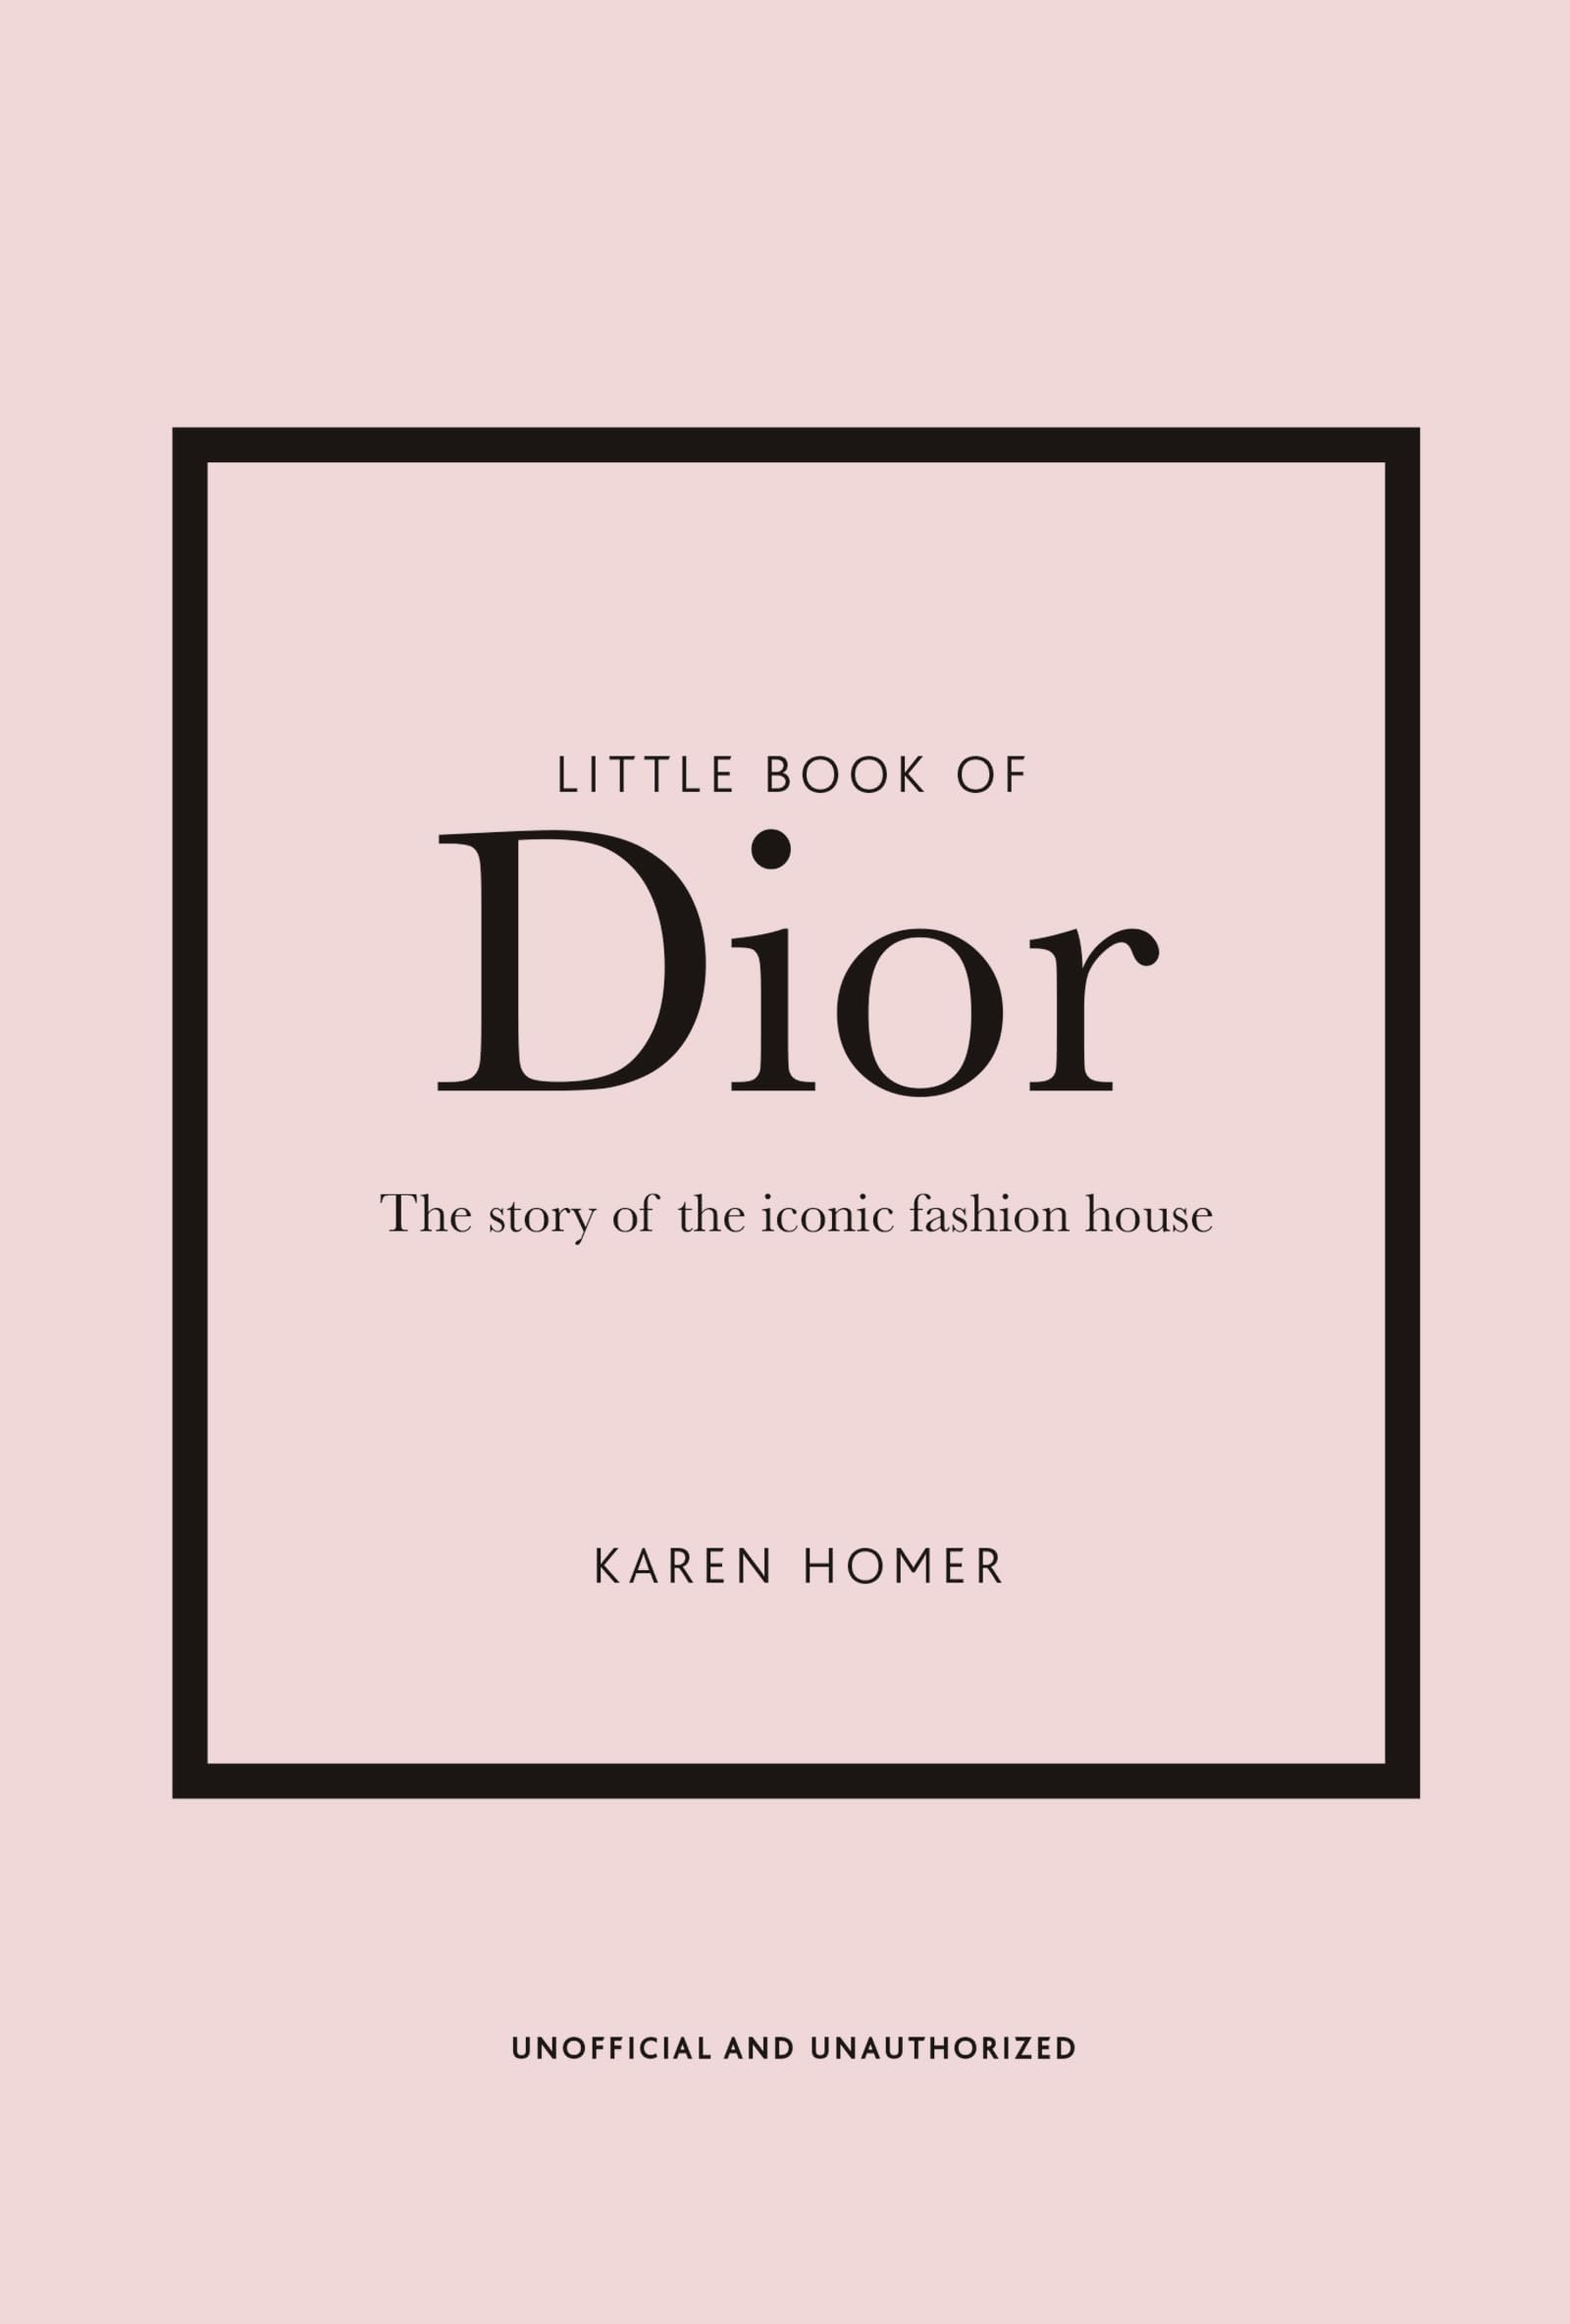 LITTLE BOOK OF
Dior
The story of the iconic fashion house
KAREN HOMER
UNOFFICIAL AND UNAUTHORIZED